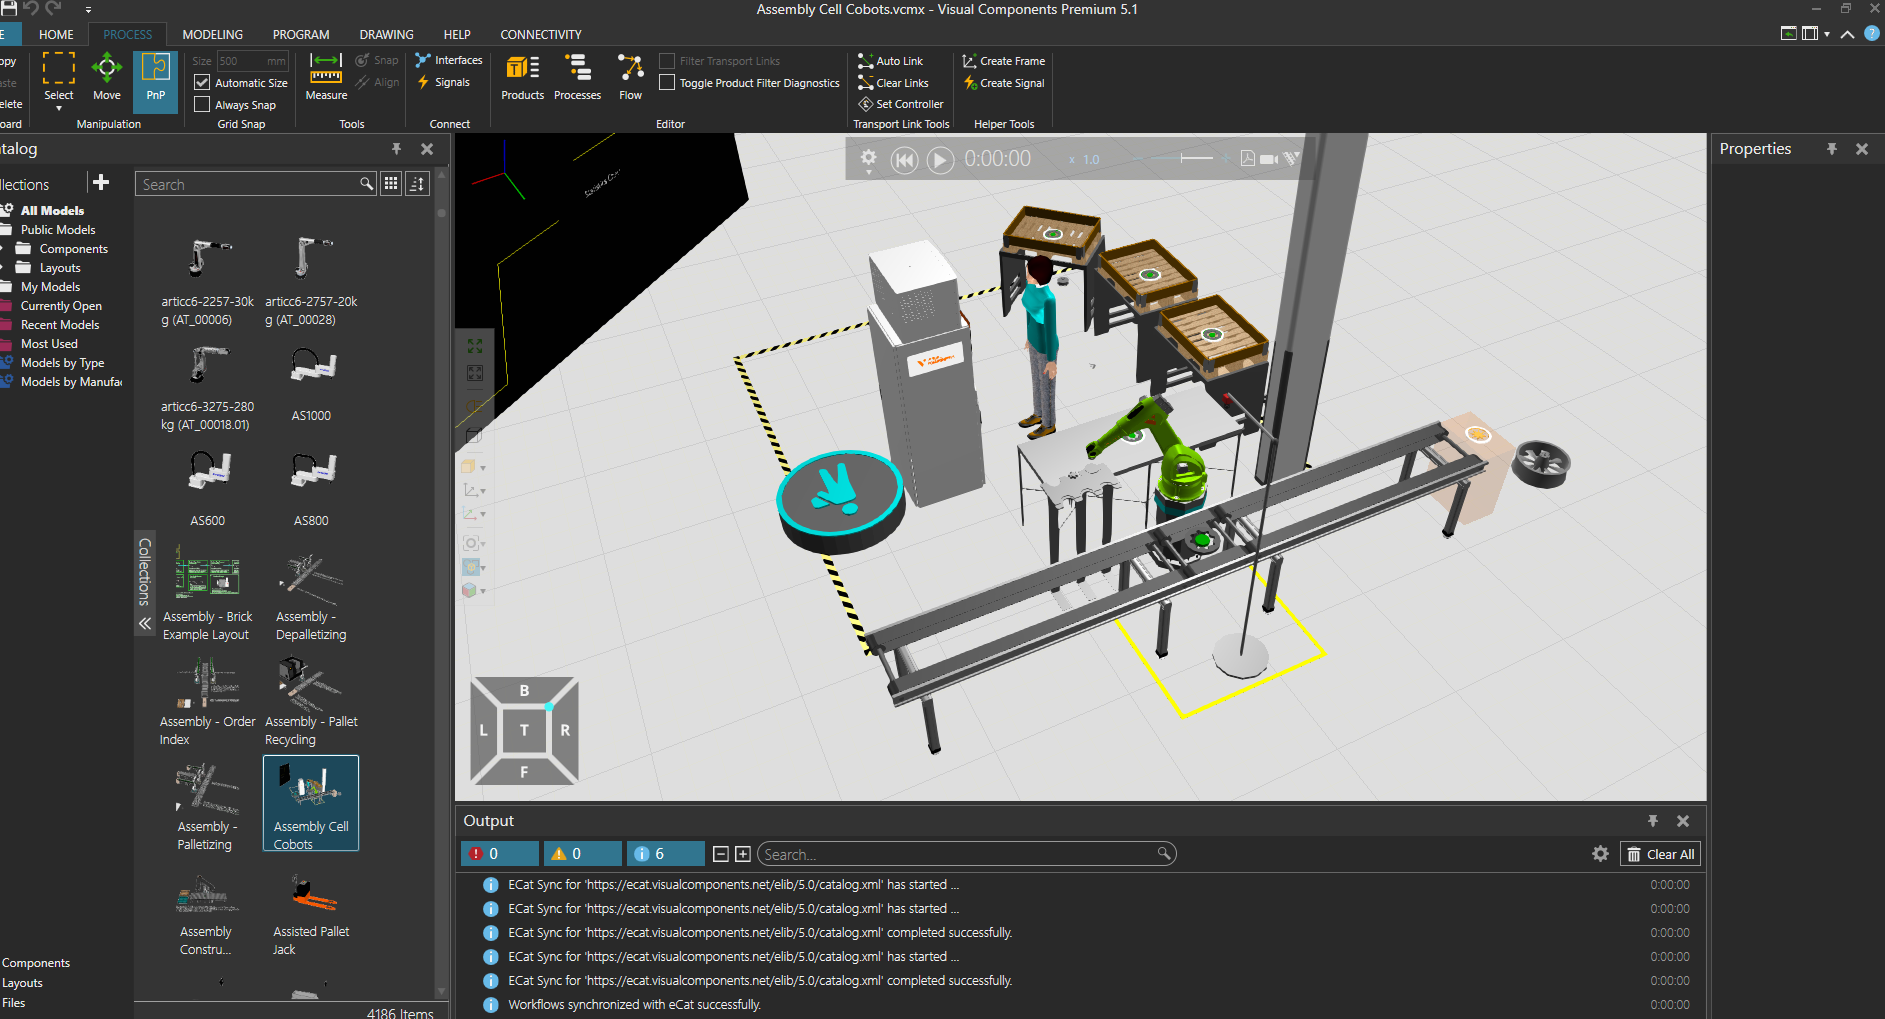 Assembly Cell Cobots.vcmx - Visual Components Premium 5.1
E HOME PROCESS MODELING PROGRAM DRAWING HELP CONNECTIVITY
opy
aste
elete
oard
Select
Move
PnP
Manipulation
Size 500 mm
Automatic Size
Always Snap
Grid Snap
Measure
Snap
Align
Tools
Interfaces
Signals
Connect
Products
Processes
Flow
Filter Transport Links
Toggle Product Filter Diagnostics
Editor
Auto Link
Clear Links
Set Controller
Transport Link Tools
Create Frame
Create Signal
Helper Tools
atalog
llections
All Models
Public Models
Components
Layouts
My Models
Currently Open
Recent Models
Most Used
Models by Type
Models by Manufa
Components
Layouts
Files
Search
Collections
articc6-2257-30k
g (AT_00006)
articc6-2757-20k
g (AT_00028)
articc6-3275-280
kg (AT_00018.01)
AS1000
AS600
AS800
Assembly - Brick
Example Layout
Assembly -
Depalletizing
Assembly - Order
Index
Assembly - Pallet
Recycling
Assembly -
Palletizing
Assembly Cell
Cobots
Assembly
Constru...
Assisted Pallet
Jack
4186 Items
0:00:00
x 1.0
B
L T R
F
Properties
Output
0
0
6
Search...
Clear All
ECat Sync for 'https://ecat.visualcomponents.net/elib/5.0/catalog.xml' has started ... 0:00:00
ECat Sync for 'https://ecat.visualcomponents.net/elib/5.0/catalog.xml' has started ... 0:00:00
ECat Sync for 'https://ecat.visualcomponents.net/elib/5.0/catalog.xml' completed successfully. 0:00:00
ECat Sync for 'https://ecat.visualcomponents.net/elib/5.0/catalog.xml' has started ... 0:00:00
ECat Sync for 'https://ecat.visualcomponents.net/elib/5.0/catalog.xml' completed successfully. 0:00:00
Workflows synchronized with eCat successfully. 0:00:00